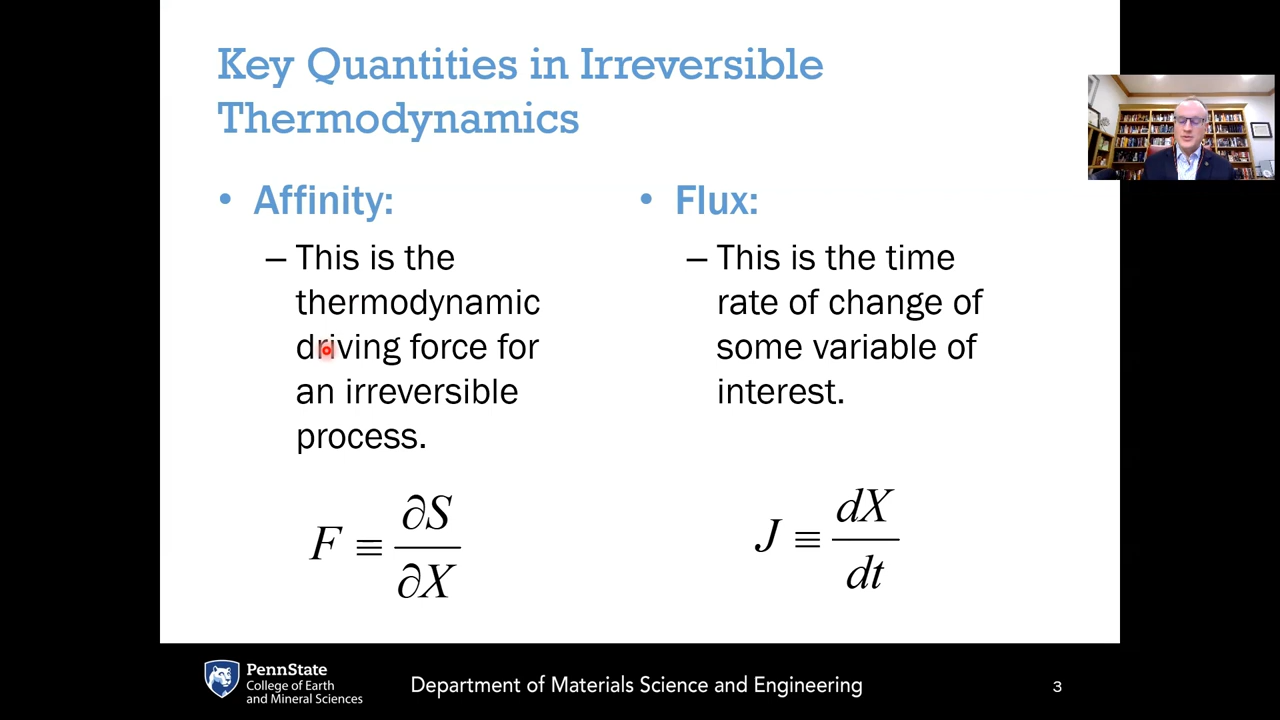 Key Quantities in Irreversible
Thermodynamics
• Affinity:
– This is the
thermodynamic
driving force for
an irreversible
process.
F ≡ ∂S/∂X
• Flux:
– This is the time
rate of change of
some variable of
interest.
J ≡ dX/dt
PennState
College of Earth
and Mineral Sciences
Department of Materials Science and Engineering
3